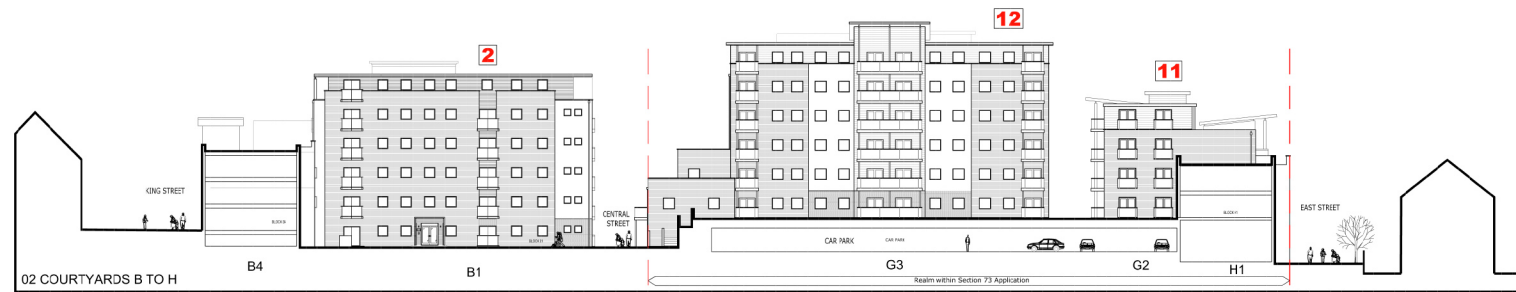 12
2
11
KING STREET
CENTRAL
STREET
EAST STREET
CAR PARK
CAR PARK
B4
B1
G3
G2
H1
02 COURTYARDS B TO H
Realm within Section 73 Application